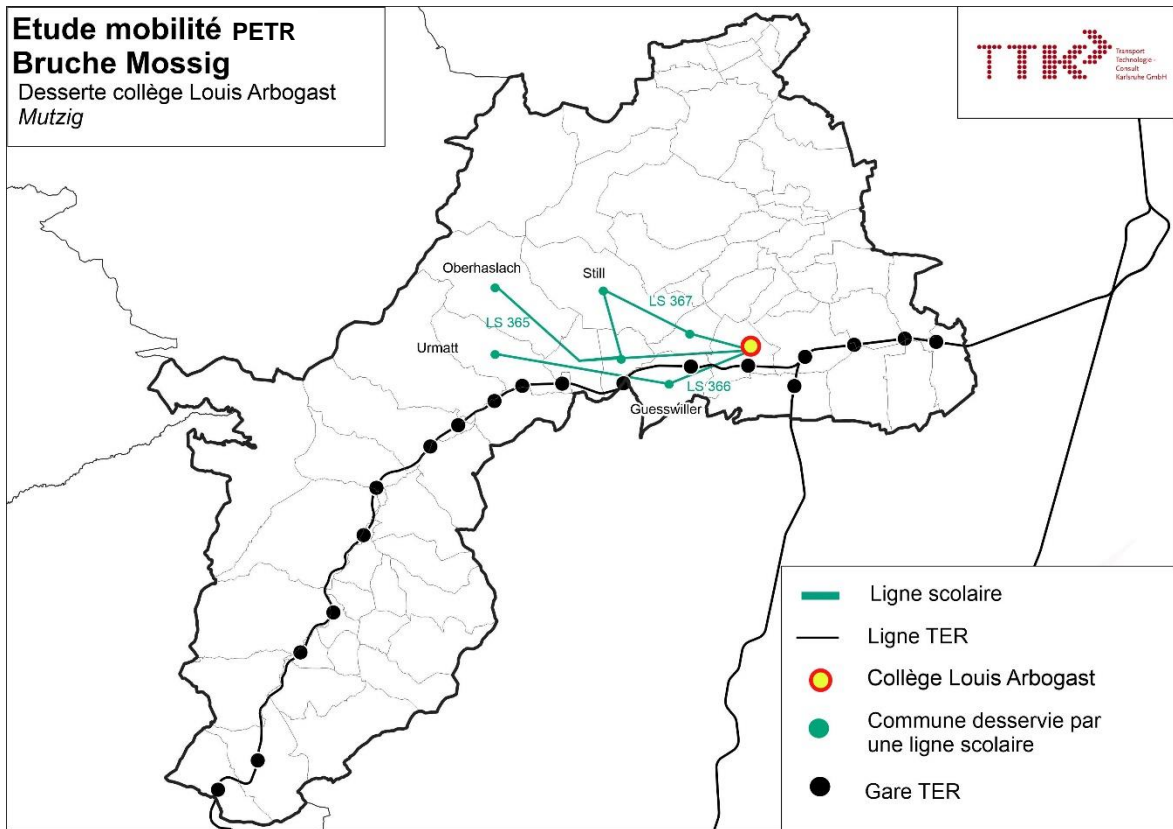 Etude mobilité PETR
Bruche Mossig
Desserte collège Louis Arbogast
Mutzig
TTK
Transport
Technologie -
Consult
Karlsruhe GmbH
Oberhaslach
Still
LS 367
LS 365
Urmatt
LS 366
Guesswiller
Ligne scolaire
Ligne TER
Collège Louis Arbogast
Commune desservie par
une ligne scolaire
Gare TER